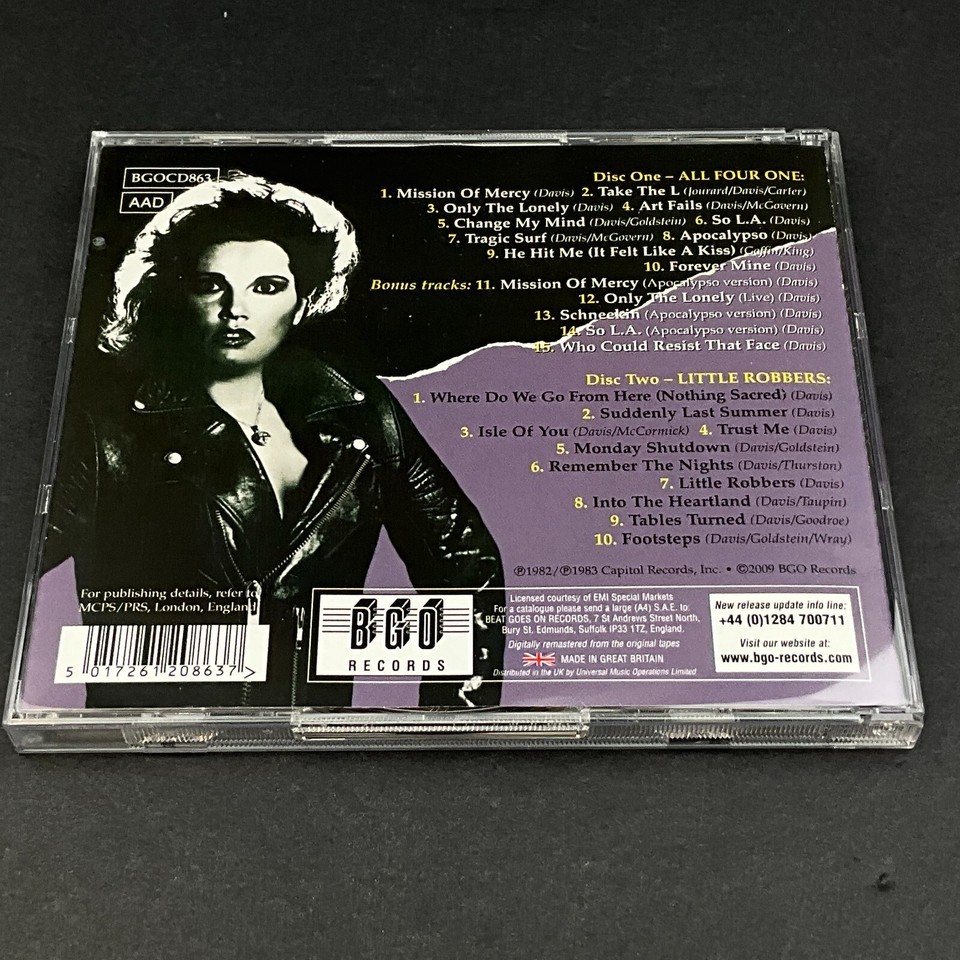 BGOCD863
AAD
Disc One – ALL FOUR ONE:
1. Mission Of Mercy (Davis) 2. Take The L (Jourard/Davis/Carter)
3. Only The Lonely (Davis) 4. Art Fails (Davis/McGovern)
5. Change My Mind (Davis/Goldstein) 6. So L.A. (Davis)
7. Tragic Surf (Davis/McGovern) 8. Apocalypso (Davis)
9. He Hit Me (It Felt Like A Kiss) (Goffin/King)
10. Forever Mine (Davis)
Bonus tracks: 11. Mission Of Mercy (Apocalypso version) (Davis)
12. Only The Lonely (Live) (Davis)
13. Schneekin (Apocalypso version) (Davis)
14. So L.A. (Apocalypso version) (Davis)
15. Who Could Resist That Face (Davis)
Disc Two – LITTLE ROBBERS:
1. Where Do We Go From Here (Nothing Sacred) (Davis)
2. Suddenly Last Summer (Davis)
3. Isle Of You (Davis/McCormick) 4. Trust Me (Davis)
5. Monday Shutdown (Davis/Goldstein)
6. Remember The Nights (Davis/Thurston)
7. Little Robbers (Davis)
8. Into The Heartland (Davis/Taupin)
9. Tables Turned (Davis/Goodroe)
10. Footsteps (Davis/Goldstein/Wray)
℗1982/℗1983 Capitol Records, Inc. • ©2009 BGO Records
For publishing details, refer to
MCPS/PRS, London, England
5 017261 208637 >
BGO
RECORDS
Licensed courtesy of EMI Special Markets
For a catalogue please send a large (A4) S.A.E. to:
BEAT GOES ON RECORDS, 7 St Andrews Street North,
Bury St. Edmunds, Suffolk IP33 1TZ, England.
Digitally remastered from the original tapes
MADE IN GREAT BRITAIN
Distributed in the UK by Universal Music Operations Limited
New release update info line:
+44 (0)1284 700711
Visit our website at:
www.bgo-records.com